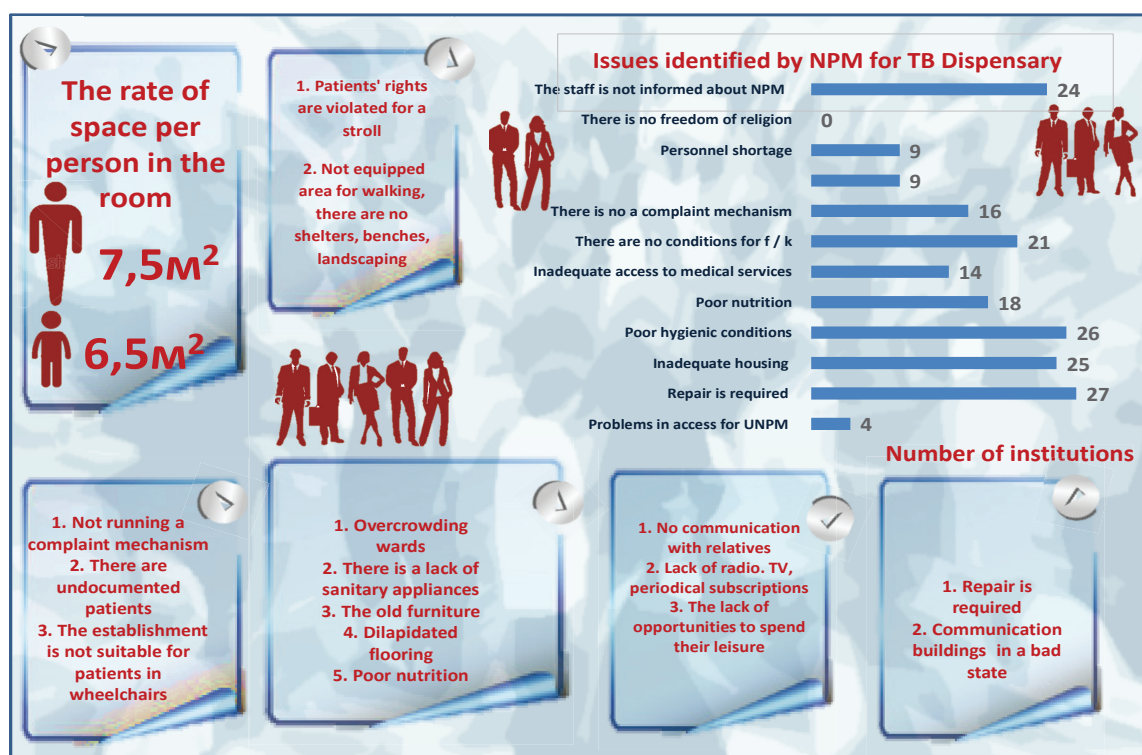 The rate of
space per
person in the
room
7,5м²
6,5м²
1. Patients' rights
are violated for a
stroll
2. Not equipped
area for walking,
there are no
shelters, benches,
landscaping
Issues identified by NPM for TB Dispensary
The staff is not informed about NPM 24
There is no freedom of religion 0
Personnel shortage 9
9
There is no a complaint mechanism 16
There are no conditions for f / k 21
Inadequate access to medical services 14
Poor nutrition 18
Poor hygienic conditions 26
Inadequate housing 25
Repair is required 27
Problems in access for UNPM 4
Number of institutions
1. Not running a
complaint mechanism
2. There are
undocumented
patients
3. The establishment
is not suitable for
patients in
wheelchairs
1. Overcrowding
wards
2. There is a lack of
sanitary appliances
3. The old furniture
4. Dilapidated
flooring
5. Poor nutrition
1. No communication
with relatives
2. Lack of radio. TV,
periodical subscriptions
3. The lack of
opportunities to spend
their leisure
1. Repair is
required
2. Communication
buildings in a bad
state